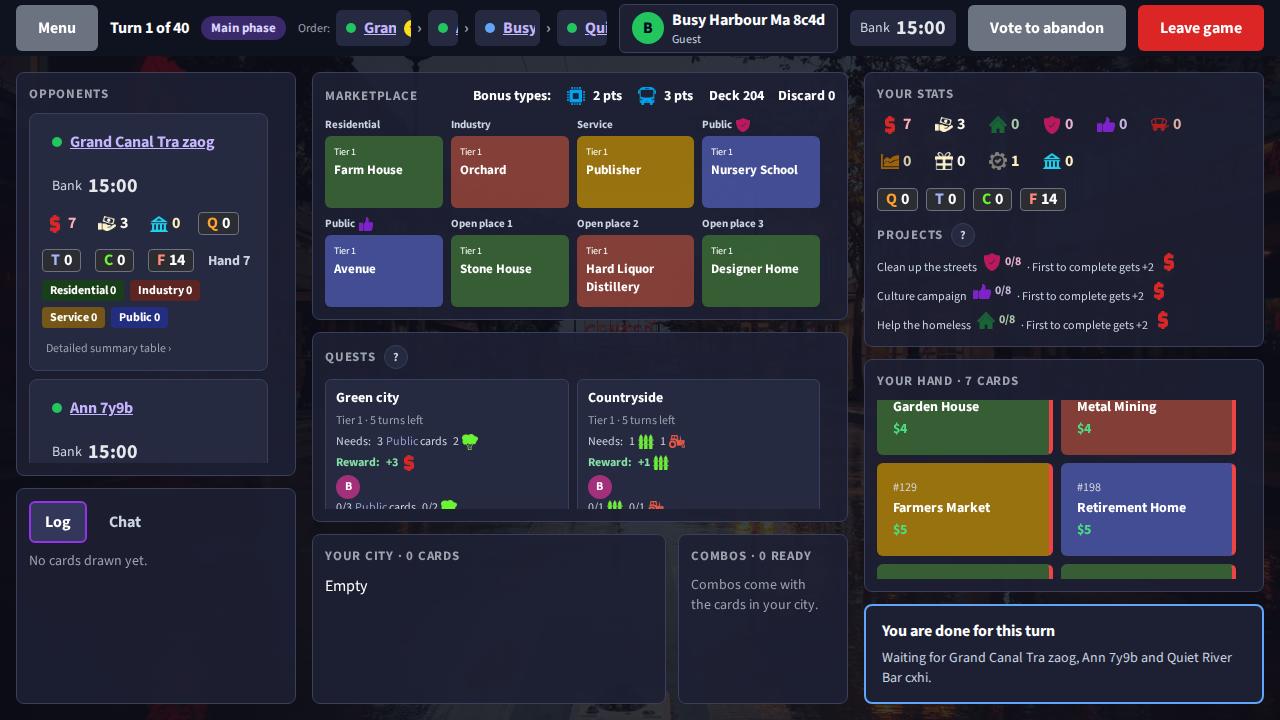 Menu
Turn 1 of 40
Main phase
Order:
Gran
›
›
Busy
›
Qui
B
Busy Harbour Ma 8c4d
Guest
Bank 15:00
Vote to abandon
Leave game
OPPONENTS
Grand Canal Tra zaog
Bank 15:00
$ 7 3 0 Q 0
T 0 C 0 F 14 Hand 7
Residential 0 Industry 0
Service 0 Public 0
Detailed summary table ›
Ann 7y9b
Bank 15:00
Log
Chat
No cards drawn yet.
MARKETPLACE
Bonus types: 2 pts 3 pts Deck 204 Discard 0
Residential Industry Service Public
Tier 1
Farm House
Tier 1
Orchard
Tier 1
Publisher
Tier 1
Nursery School
Public Open place 1 Open place 2 Open place 3
Tier 1
Avenue
Tier 1
Stone House
Tier 1
Hard Liquor
Distillery
Tier 1
Designer Home
QUESTS ?
Green city
Tier 1 · 5 turns left
Needs: 3 Public cards 2
Reward: +3 $
B
0/3 Public cards 0/2
Countryside
Tier 1 · 5 turns left
Needs: 1 1
Reward: +1
B
0/1 0/1
YOUR CITY · 0 CARDS
Empty
COMBOS · 0 READY
Combos come with
the cards in your city.
YOUR STATS
$ 7 3 0 0 0 0
0 0 1 0
Q 0 T 0 C 0 F 14
PROJECTS ?
Clean up the streets 0/8 · First to complete gets +2 $
Culture campaign 0/8 · First to complete gets +2 $
Help the homeless 0/8 · First to complete gets +2 $
YOUR HAND · 7 CARDS
Garden House
$4
Metal Mining
$4
#129
Farmers Market
$5
#198
Retirement Home
$5
You are done for this turn
Waiting for Grand Canal Tra zaog, Ann 7y9b and Quiet River
Bar cxhi.